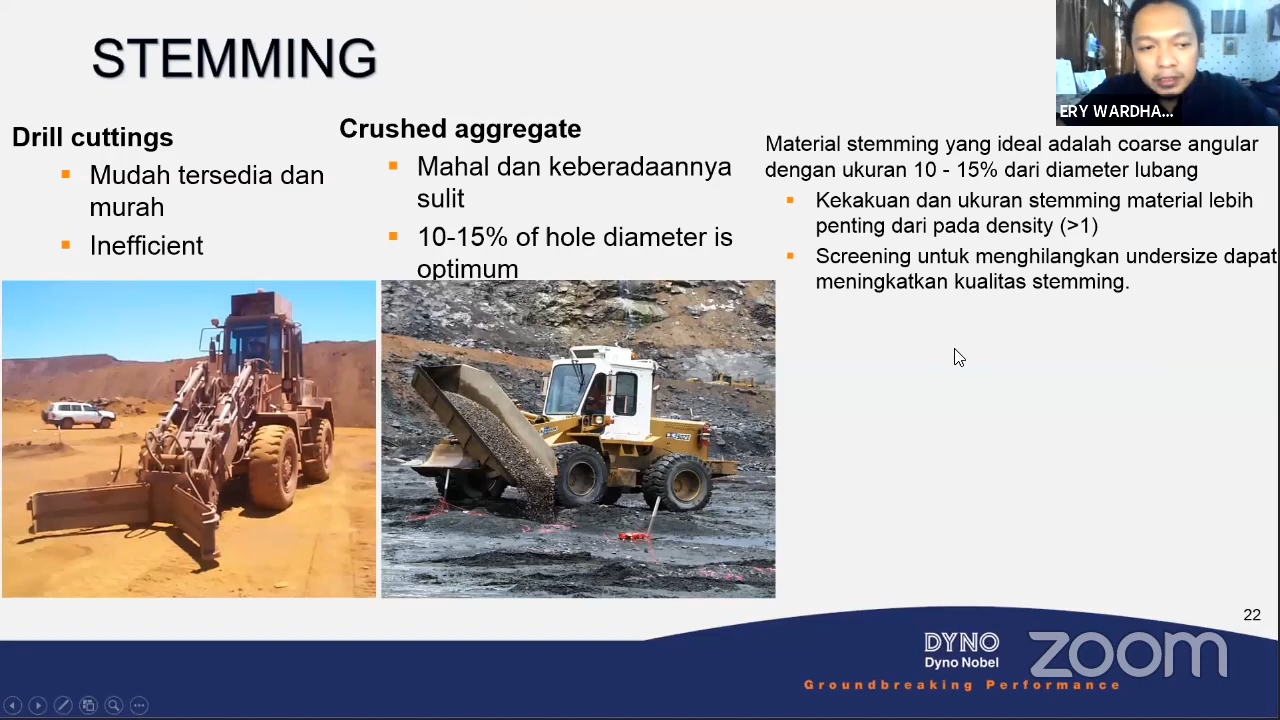 STEMMING
ERY WARDHA...
Drill cuttings
Mudah tersedia dan
murah
Inefficient
Crushed aggregate
Mahal dan keberadaannya
sulit
10-15% of hole diameter is
optimum
Material stemming yang ideal adalah coarse angular
dengan ukuran 10 - 15% dari diameter lubang
Kekakuan dan ukuran stemming material lebih
penting dari pada density (>1)
Screening untuk menghilangkan undersize dapat
meningkatkan kualitas stemming.
22
DYNO
Dyno Nobel
zoom
Groundbreaking Performance